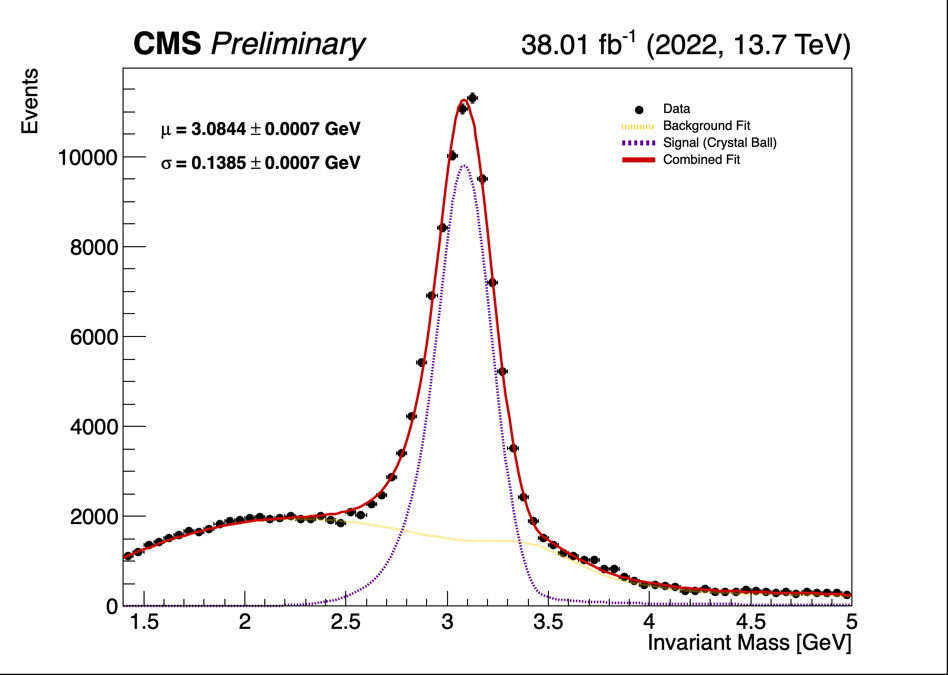 CMS Preliminary 38.01 fb⁻¹ (2022, 13.7 TeV)
Events
μ = 3.0844 ± 0.0007 GeV
σ = 0.1385 ± 0.0007 GeV
Data
Background Fit
Signal (Crystal Ball)
Combined Fit
10000
8000
6000
4000
2000
0
1.5 2 2.5 3 3.5 4 4.5 5
Invariant Mass [GeV]